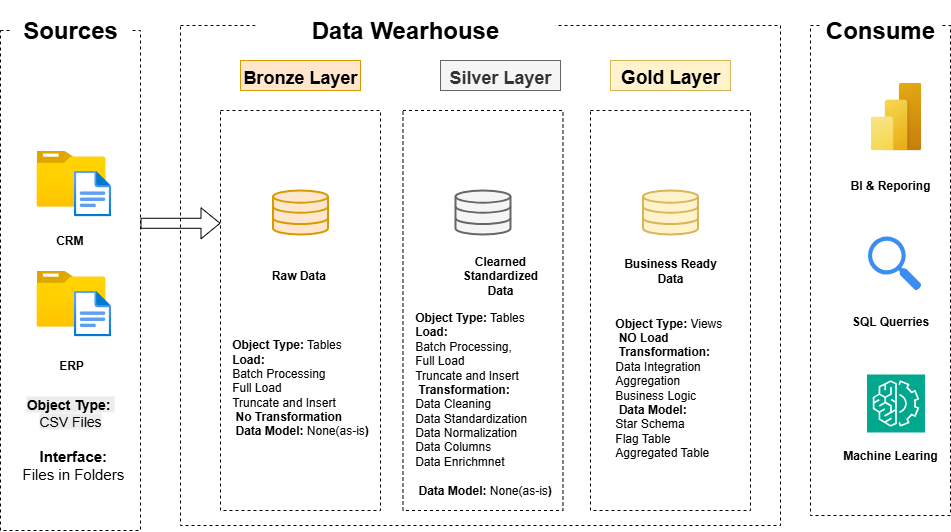 Sources
CRM
ERP
Object Type:
CSV Files
Interface:
Files in Folders
Data Wearhouse
Bronze Layer
Raw Data
Object Type: Tables
Load:
Batch Processing
Full Load
Truncate and Insert
No Transformation
Data Model: None(as-is)
Silver Layer
Clearned
Standardized
Data
Object Type: Tables
Load:
Batch Processing,
Full Load
Truncate and Insert
Transformation:
Data Cleaning
Data Standardization
Data Normalization
Data Columns
Data Enrichmnet
Data Model: None(as-is)
Gold Layer
Business Ready
Data
Object Type: Views
NO Load
Transformation:
Data Integration
Aggregation
Business Logic
Data Model:
Star Schema
Flag Table
Aggregated Table
Consume
BI & Reporing
SQL Querries
Machine Learing